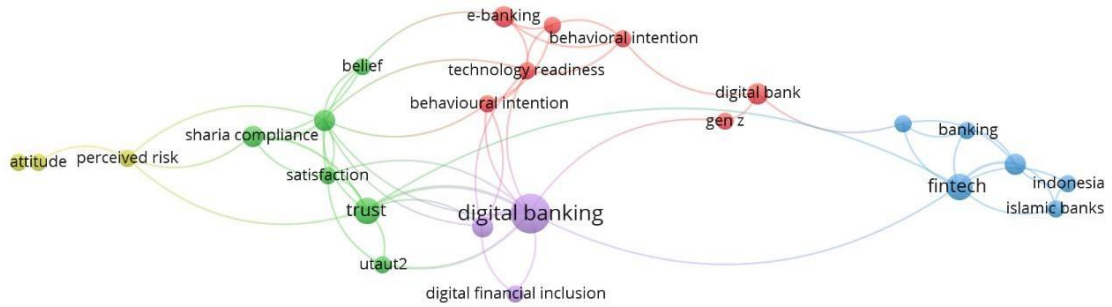 e-banking
behavioral intention
belief
technology readiness
behavioural intention
digital bank
gen z
sharia compliance
banking
attitude
perceived risk
satisfaction
fintech
indonesia
trust
digital banking
islamic banks
utaut2
digital financial inclusion